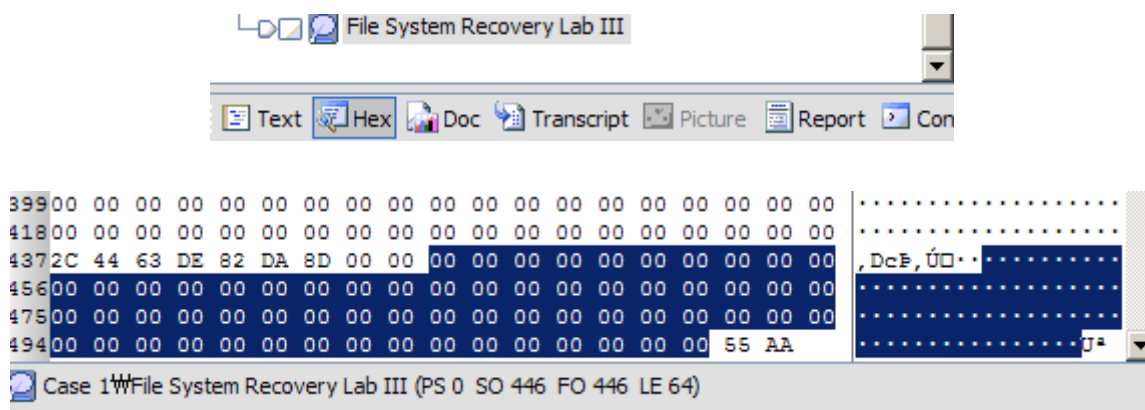 File System Recovery Lab III
Text Hex Doc Transcript Picture Report Con
399 00 00 00 00 00 00 00 00 00 00 00 00 00 00 00 00 00 00 00 ···················
418 00 00 00 00 00 00 00 00 00 00 00 00 00 00 00 00 00 00 00 ···················
437 2C 44 63 DE 82 DA 8D 00 00 00 00 00 00 00 00 00 00 00 00 ,DcÞ‚Ú□············
456 00 00 00 00 00 00 00 00 00 00 00 00 00 00 00 00 00 00 00 ···················
475 00 00 00 00 00 00 00 00 00 00 00 00 00 00 00 00 00 00 00 ···················
494 00 00 00 00 00 00 00 00 00 00 00 00 00 00 00 00 55 AA ················Uª
Case 1₩File System Recovery Lab III (PS 0 SO 446 FO 446 LE 64)